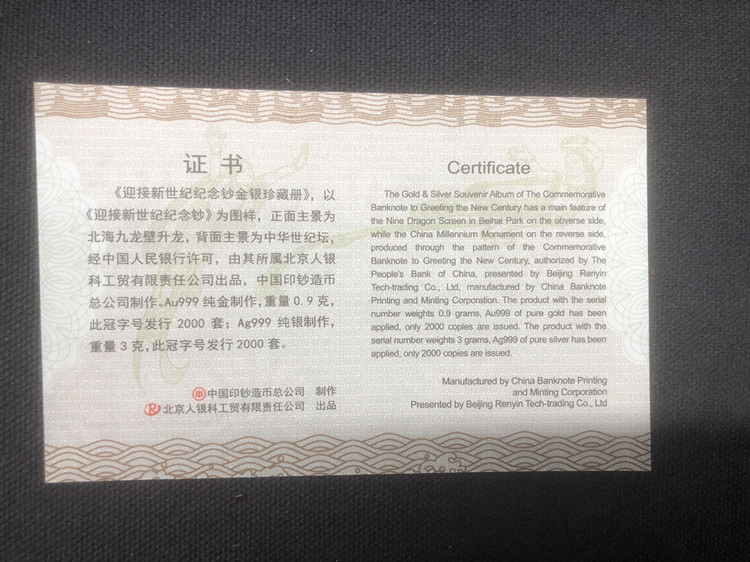 证书
《迎接新世纪纪念钞金银珍藏册》，以
《迎接新世纪纪念钞》为图样，正面主景为
北海九龙壁升龙，背面主景为中华世纪坛，
经中国人民银行许可，由其所属北京人银
科工贸有限责任公司出品，中国印钞造币
总公司制作。Au999 纯金制作，重量0.9克，
此冠字号发行2000套；Ag999纯银制作，
重量3克，此冠字号发行2000套。
中国印钞造币总公司 制作
北京人银科工贸有限责任公司 出品
Certificate
The Gold & Silver Souvenir Album of The Commemorative
Banknote to Greeting the New Century has a main feature of
the Nine Dragon Screen in Beihai Park on the obverse side,
while the China Millennium Monument on the reverse side,
produced through the pattern of the Commemorative
Banknote to Greeting the New Century, authorized by The
People's Bank of China, presented by Beijing Renyin
Tech-trading Co., Ltd, manufactured by China Banknote
Printing and Minting Corporation. The product with the serial
number weights 0.9 grams, Au999 of pure gold has been
applied, only 2000 copies are issued. The product with the
serial number weights 3 grams, Ag999 of pure silver has been
applied, only 2000 copies are issued.
Manufactured by China Banknote Printing
and Minting Corporation
Presented by Beijing Renyin Tech-trading Co., Ltd